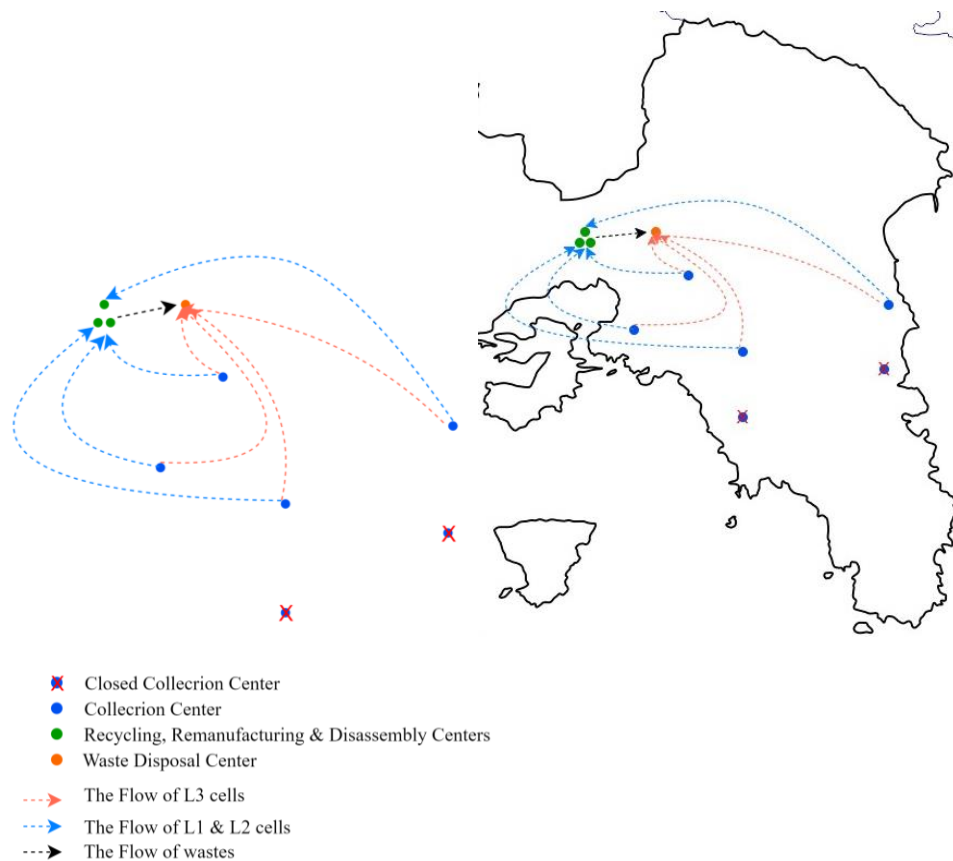 Closed Collecrion Center
Collecrion Center
Recycling, Remanufacturing & Disassembly Centers
Waste Disposal Center
The Flow of L3 cells
The Flow of L1 & L2 cells
The Flow of wastes